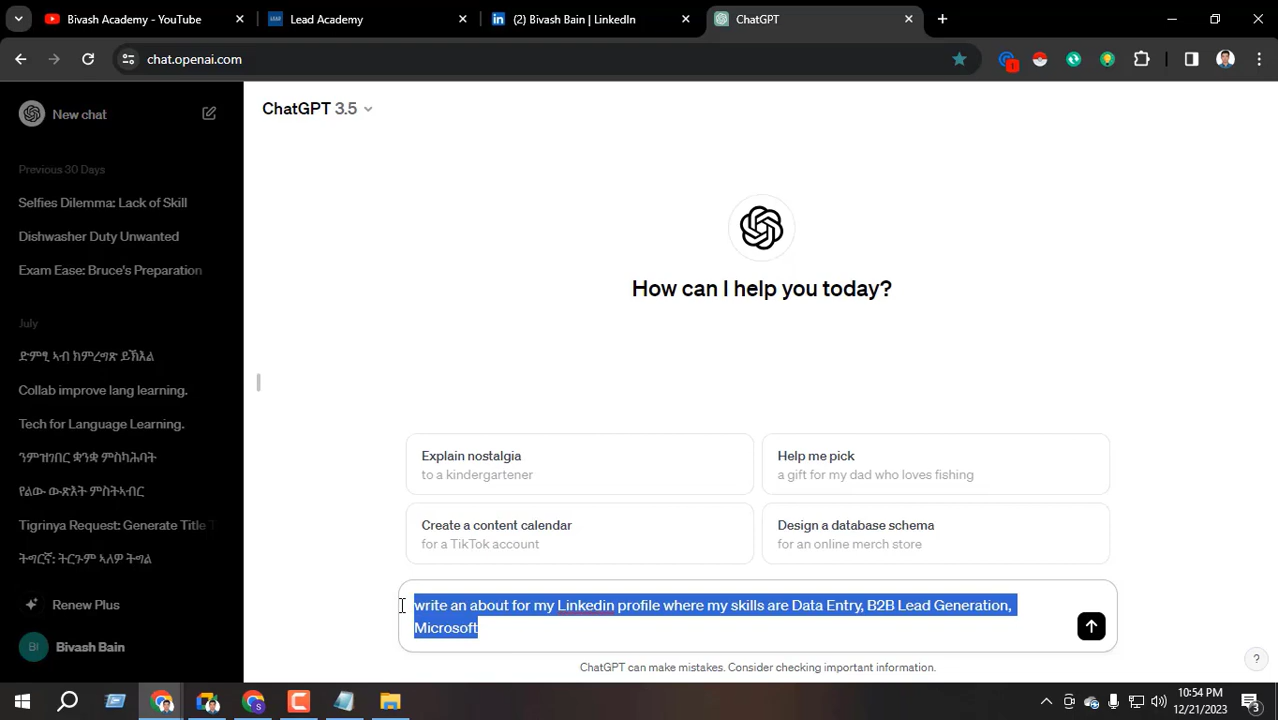 Bivash Academy - YouTube
Lead Academy
(2) Bivash Bain | LinkedIn
ChatGPT
chat.openai.com
New chat
Previous 30 Days
Selfies Dilemma: Lack of Skill
Dishwasher Duty Unwanted
Exam Ease: Bruce's Preparation
July
ድምፂ ኣብ ክምረግጽ ይኽእል
Collab improve lang learning.
Tech for Language Learning.
ንምዝገበር ቋንቋ ምስካሕባት
የልው ውጽእት ምስትኣብር
Tigrinya Request: Generate Title T
ትግርኛ: ትርጉም ኣለዎ ትግል
Renew Plus
BI
Bivash Bain
ChatGPT 3.5
How can I help you today?
Explain nostalgia
to a kindergartener
Help me pick
a gift for my dad who loves fishing
Create a content calendar
for a TikTok account
Design a database schema
for an online merch store
write an about for my Linkedin profile where my skills are Data Entry, B2B Lead Generation,
Microsoft
ChatGPT can make mistakes. Consider checking important information.
?
10:54 PM
12/21/2023